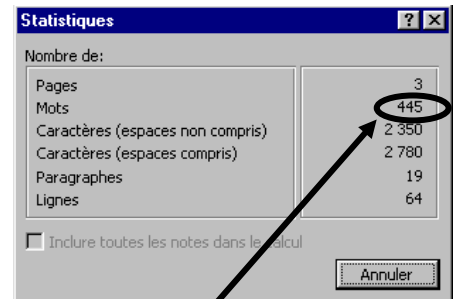 Statistiques
Nombre de:
Pages 3
Mots 445
Caractères (espaces non compris) 2 350
Caractères (espaces compris) 2 780
Paragraphes 19
Lignes 64
Inclure toutes les notes dans le calcul
Annuler